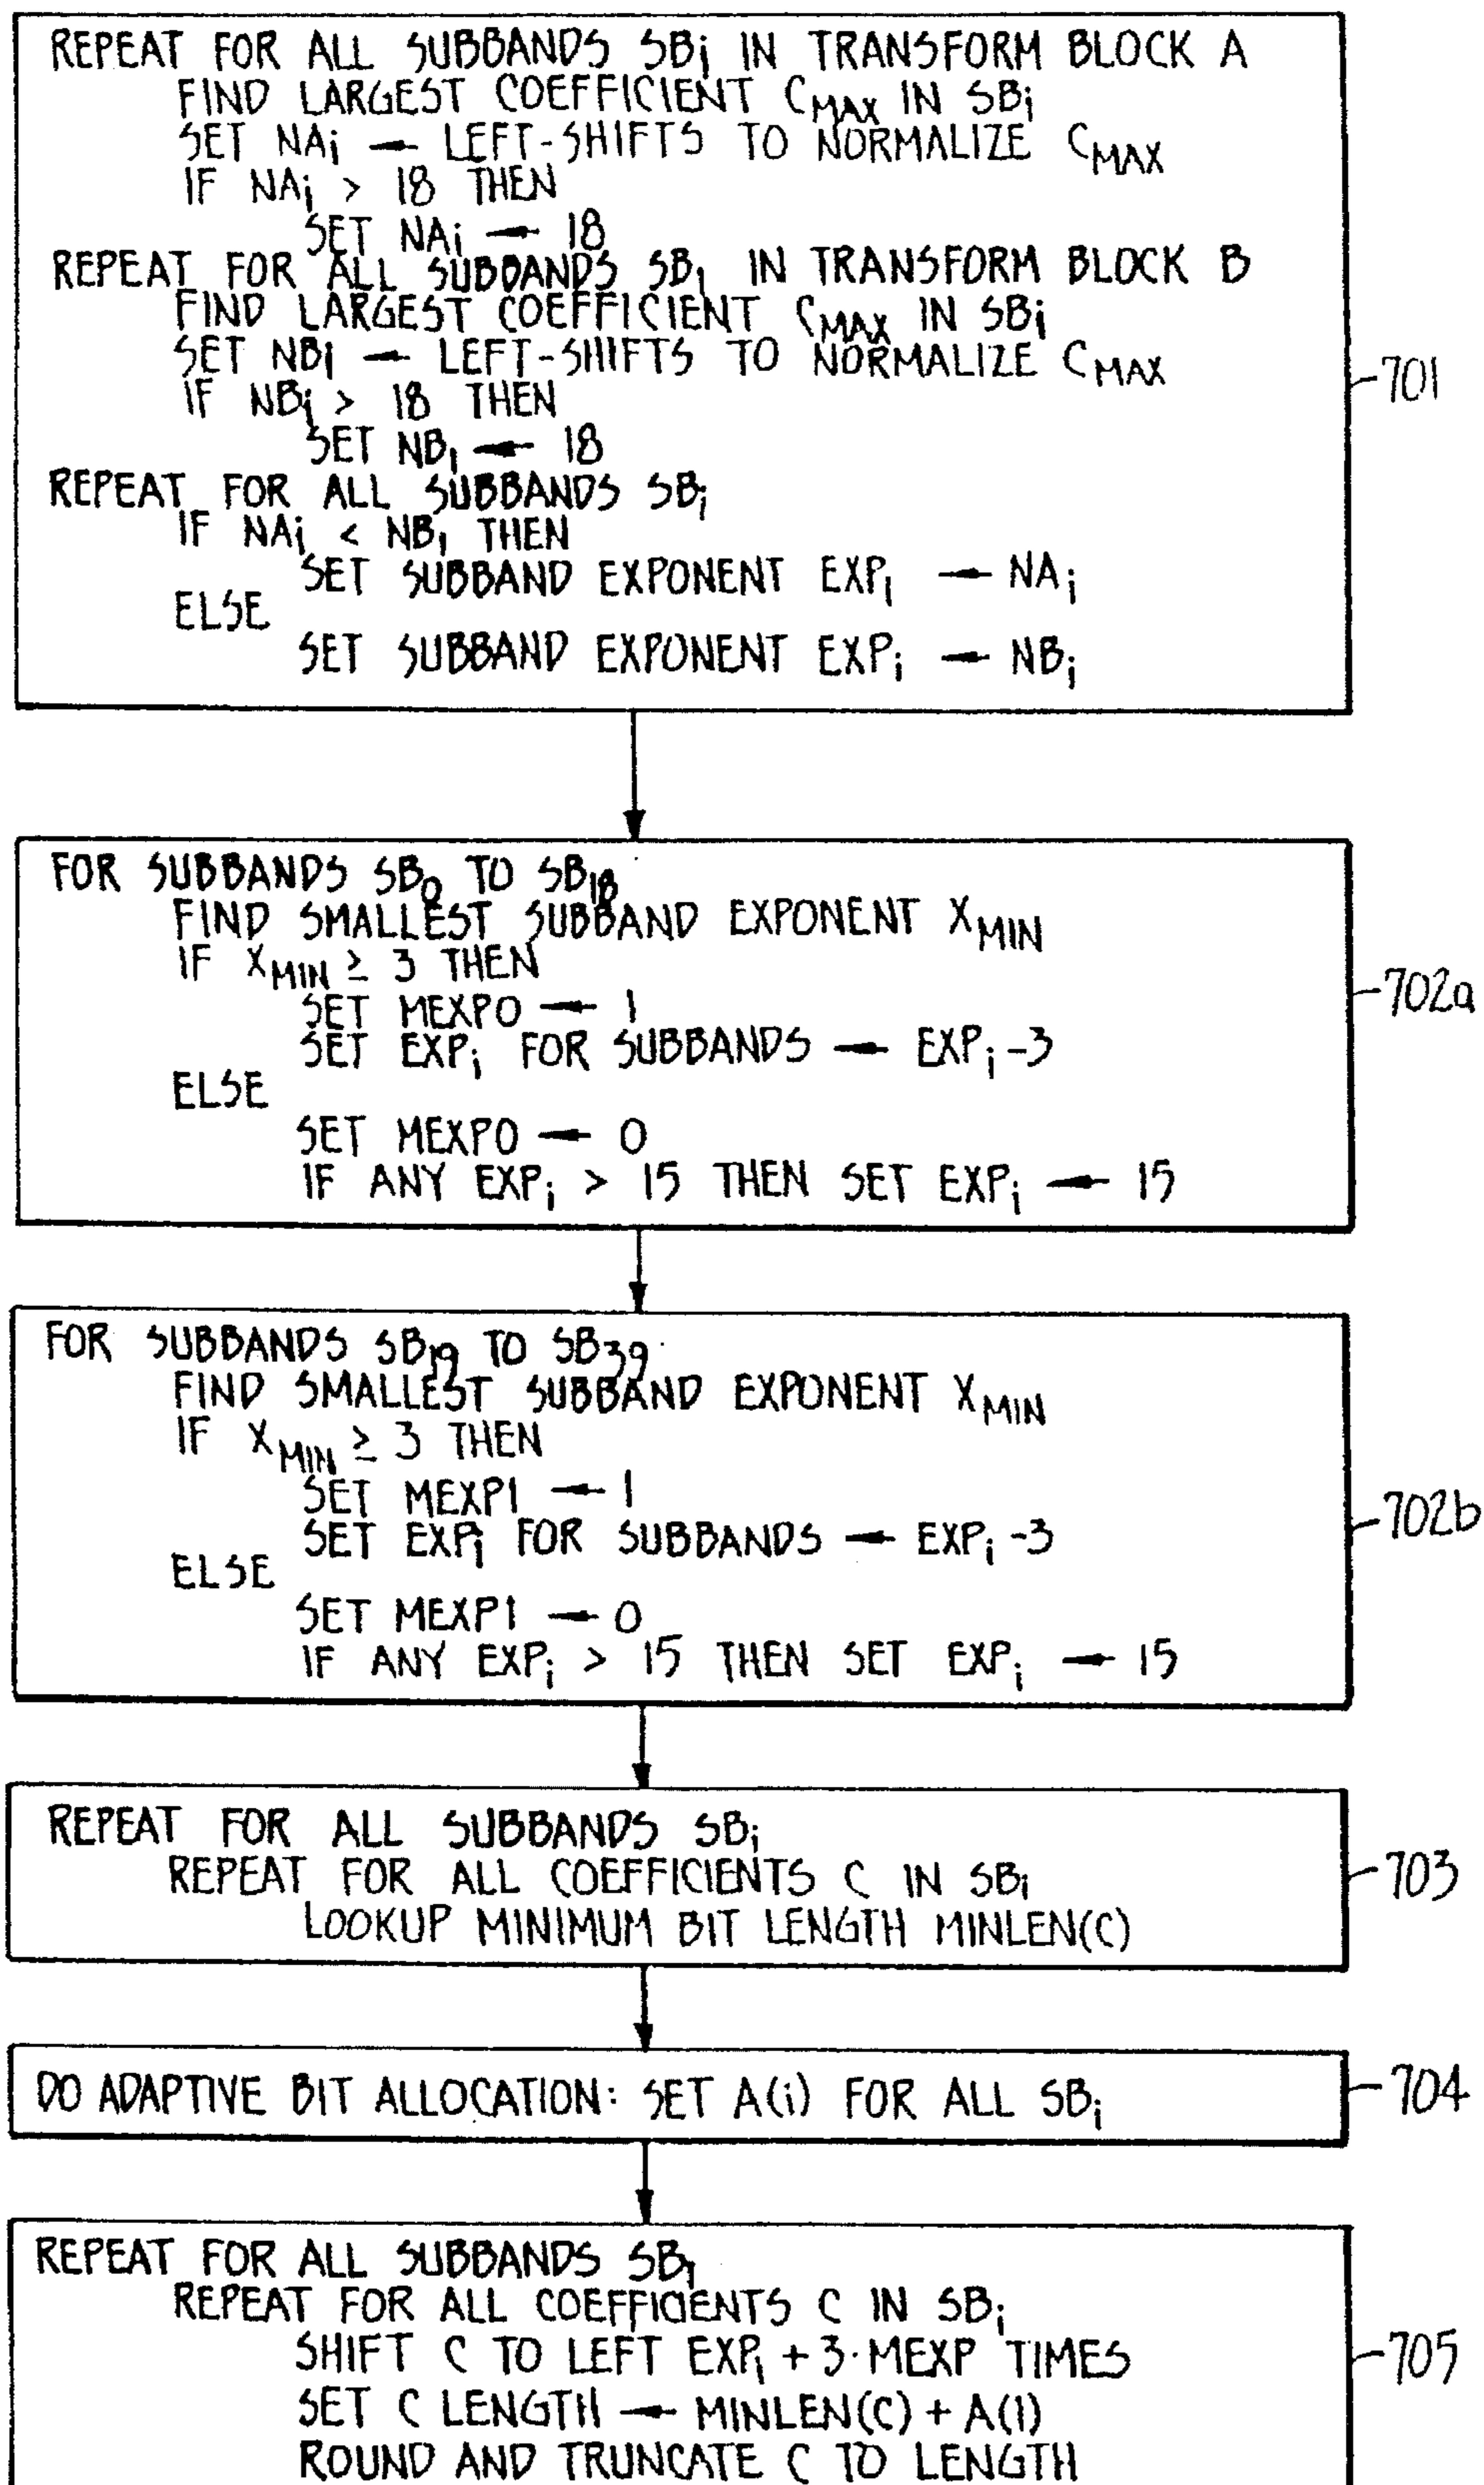 REPEAT FOR ALL SUBBANDS SBi IN TRANSFORM BLOCK A
FIND LARGEST COEFFICIENT CMAX IN SBi
SET NAi ← LEFT-SHIFTS TO NORMALIZE CMAX
IF NAi > 18 THEN
SET NAi ← 18
REPEAT FOR ALL SUBBANDS SBi IN TRANSFORM BLOCK B
FIND LARGEST COEFFICIENT CMAX IN SBi
SET NBi ← LEFT-SHIFTS TO NORMALIZE CMAX
IF NBi > 18 THEN
SET NBi ← 18
REPEAT FOR ALL SUBBANDS SBi
IF NAi < NBi THEN
SET SUBBAND EXPONENT EXPi ← NAi
ELSE
SET SUBBAND EXPONENT EXPi ← NBi
701
FOR SUBBANDS SB0 TO SB18
FIND SMALLEST SUBBAND EXPONENT XMIN
IF XMIN ≥ 3 THEN
SET MEXP0 ← 1
SET EXPi FOR SUBBANDS ← EXPi -3
ELSE
SET MEXP0 ← 0
IF ANY EXPi > 15 THEN SET EXPi ← 15
702a
FOR SUBBANDS SB19 TO SB39
FIND SMALLEST SUBBAND EXPONENT XMIN
IF XMIN ≥ 3 THEN
SET MEXP1 ← 1
SET EXPi FOR SUBBANDS ← EXPi -3
ELSE
SET MEXP1 ← 0
IF ANY EXPi > 15 THEN SET EXPi ← 15
702b
REPEAT FOR ALL SUBBANDS SBi
REPEAT FOR ALL COEFFICIENTS C IN SBi
LOOKUP MINIMUM BIT LENGTH MINLEN(C)
703
DO ADAPTIVE BIT ALLOCATION: SET A(i) FOR ALL SBi
704
REPEAT FOR ALL SUBBANDS SBi
REPEAT FOR ALL COEFFICIENTS C IN SBi
SHIFT C TO LEFT EXPi + 3·MEXP TIMES
SET C LENGTH ← MINLEN(C) + A(i)
ROUND AND TRUNCATE C TO LENGTH
705